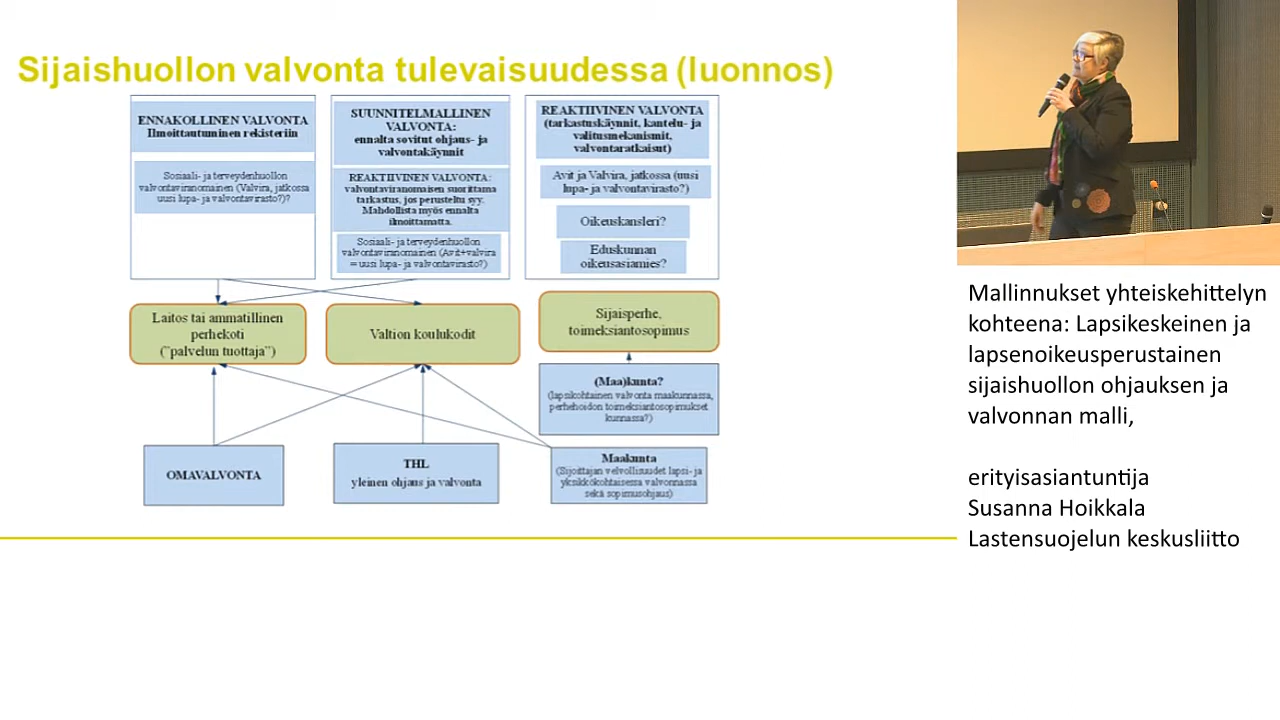 Sijaishuollon valvonta tulevaisuudessa (luonnos)
ENNAKOLLINEN VALVONTA
Ilmoittautuminen rekisteriin
Sosiaali- ja terveydenhuollon
valvontaviranomainen (Valvira, jatkossa
uusi lupa- ja valvontavirasto?)?
SUUNNITELMALLINEN
VALVONTA:
ennalta sovitut ohjaus- ja
valvontakäynnit
REAKTIIVINEN VALVONTA:
valvontaviranomaisen suorittama
tarkastus, jos perusteltu syy.
Mahdollista myös ennalta
ilmoittamatta.
Sosiaali- ja terveydenhuollon
valvontaviranomainen (Avit+valvira
= uusi lupa- ja valvontavirasto?)
REAKTIIVINEN VALVONTA
(tarkastuskäynnit, kantelu- ja
valitusmekanismit,
valvontaratkaisut)
Avit ja Valvira, jatkossa (uusi
lupa- ja valvontavirasto?)
Oikeuskansleri?
Eduskunnan
oikeusasiamies?
Laitos tai ammatillinen
perhekoti
("palvelun tuottaja")
Valtion koulukodit
Sijaisperhe,
toimeksiantosopimus
(Maa)kunta?
(lapsikohtainen valvonta maakunnassa,
perhehoidon toimeksiantosopimukset
kunnassa?)
OMAVALVONTA
THL
yleinen ohjaus ja valvonta
Maakunta
(Sijoittajan velvollisuudet lapsi- ja
yksikkökohtaisessa valvonnassa
sekä sopimusohjaus)
Mallinnukset yhteiskehittelyn
kohteena: Lapsikeskeinen ja
lapsenoikeusperustainen
sijaishuollon ohjauksen ja
valvonnan malli,
erityisasiantuntija
Susanna Hoikkala
Lastensuojelun keskusliitto